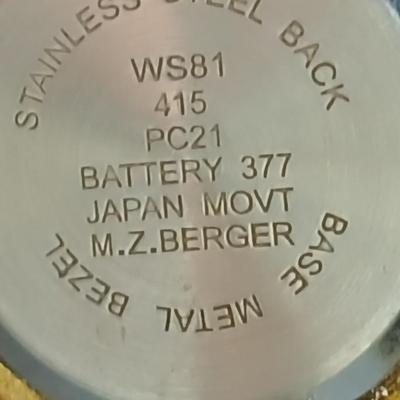 STAINLESS STEEL BACK
WS81
415
PC21
BATTERY 377
JAPAN MOVT
M.Z.BERGER
BASE METAL BEZEL